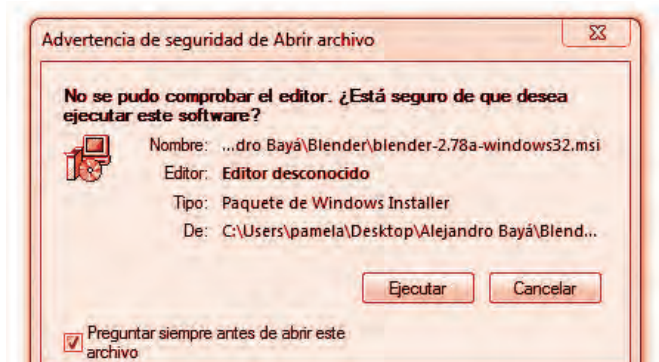 Advertencia de seguridad de Abrir archivo
No se pudo comprobar el editor. ¿Está seguro de que desea
ejecutar este software?
Nombre: ...dro Bayá\Blender\blender-2.78a-windows32.msi
Editor: Editor desconocido
Tipo: Paquete de Windows Installer
De: C:\Users\pamela\Desktop\Alejandro Bayá\Blend...
Ejecutar Cancelar
Preguntar siempre antes de abrir este
archivo